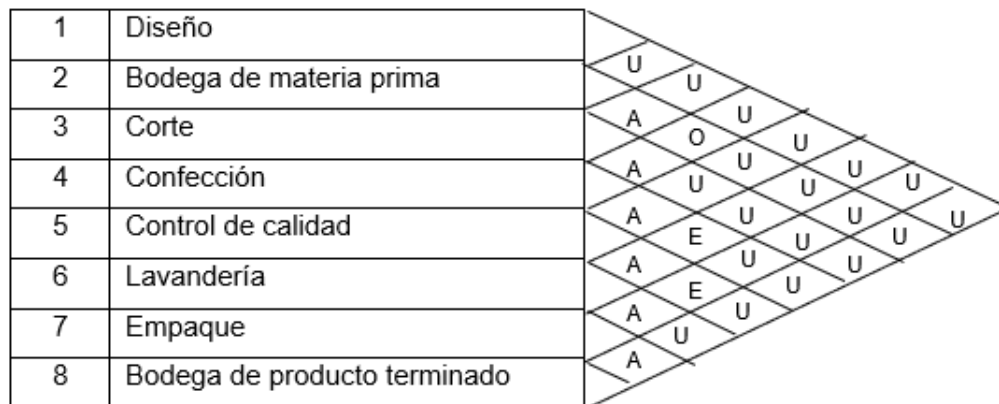 1 Diseño
2 Bodega de materia prima
3 Corte
4 Confección
5 Control de calidad
6 Lavandería
7 Empaque
8 Bodega de producto terminado
U U U U U U U
A O U U U U
A U U U U
A E U U
A E U
A U
A